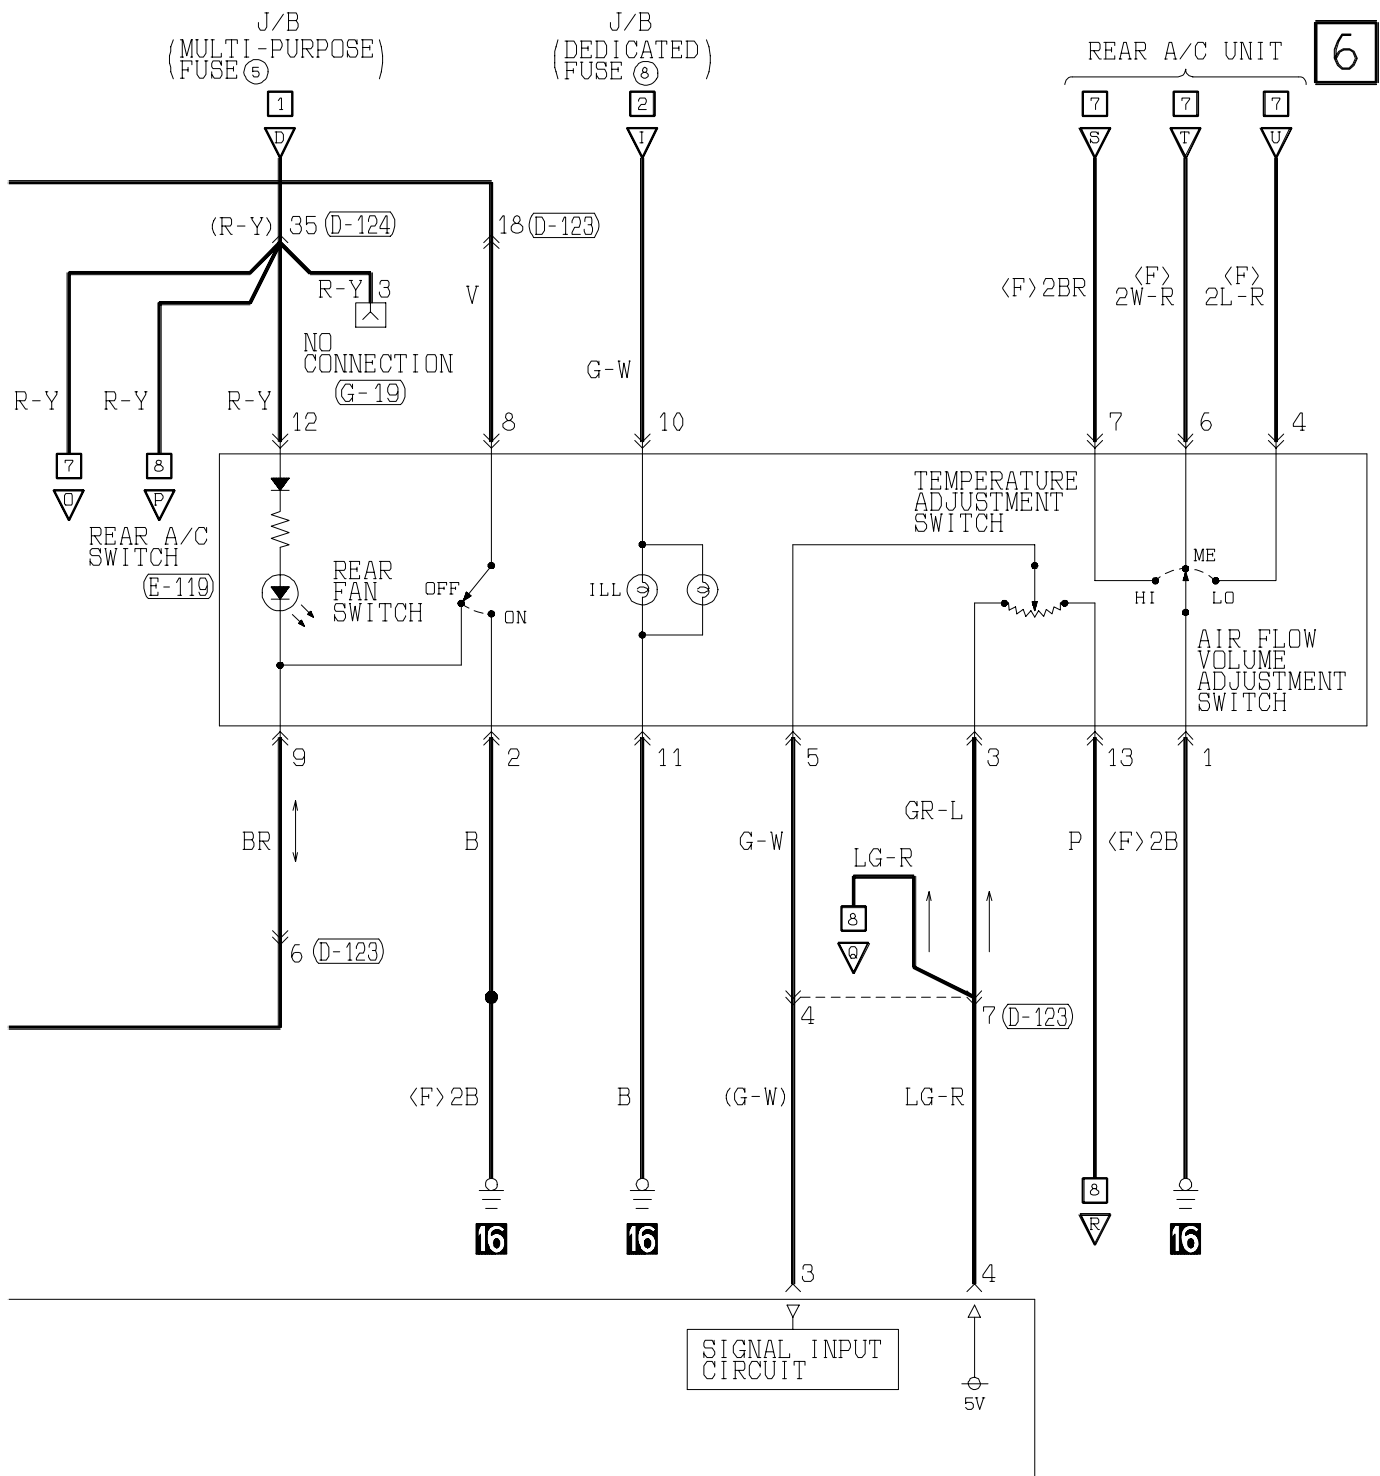 J/B
(MULTI-PURPOSE)
FUSE ⑤
J/B
(DEDICATED)
FUSE ⑧
REAR A/C UNIT
6
1
2
7
7
7
D
I
S
T
U
(R-Y) 35 D-124
18 D-123
R-Y 3
V
<F>2BR
<F>
2W-R
<F>
2L-R
NO
CONNECTION
G-19
G-W
R-Y
R-Y
R-Y
12
8
10
7
6
4
7
8
O
P
REAR A/C
SWITCH
E-119
REAR
FAN
SWITCH
OFF
ON
ILL
TEMPERATURE
ADJUSTMENT
SWITCH
ME
HI
LO
AIR FLOW
VOLUME
ADJUSTMENT
SWITCH
9
2
11
5
3
13
1
BR
B
G-W
GR-L
P
<F>2B
LG-R
8
Q
6 D-123
4
7 D-123
<F>2B
B
(G-W)
LG-R
16
16
8
R
16
3
4
SIGNAL INPUT
CIRCUIT
5V